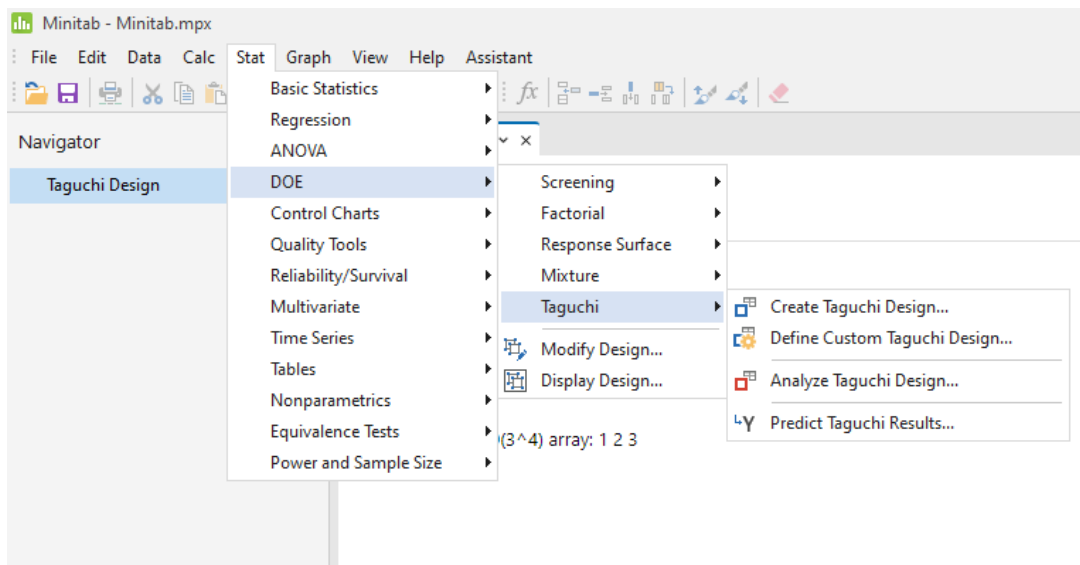 Minitab - Minitab.mpx
File Edit Data Calc Stat Graph View Help Assistant
fx
Navigator
Taguchi Design
Basic Statistics
Regression
ANOVA
DOE
Control Charts
Quality Tools
Reliability/Survival
Multivariate
Time Series
Tables
Nonparametrics
Equivalence Tests
Power and Sample Size
Screening
Factorial
Response Surface
Mixture
Taguchi
Modify Design...
Display Design...
Create Taguchi Design...
Define Custom Taguchi Design...
Analyze Taguchi Design...
Predict Taguchi Results...
(3^4) array: 1 2 3